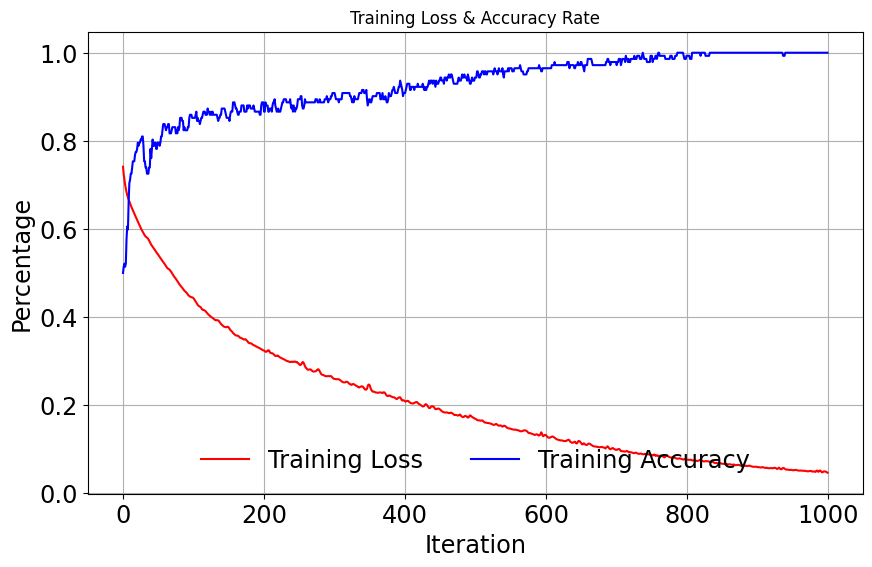 Training Loss & Accuracy Rate
1.0
0.8
0.6
0.4
0.2
0.0
Percentage
Training Loss Training Accuracy
0 200 400 600 800 1000
Iteration